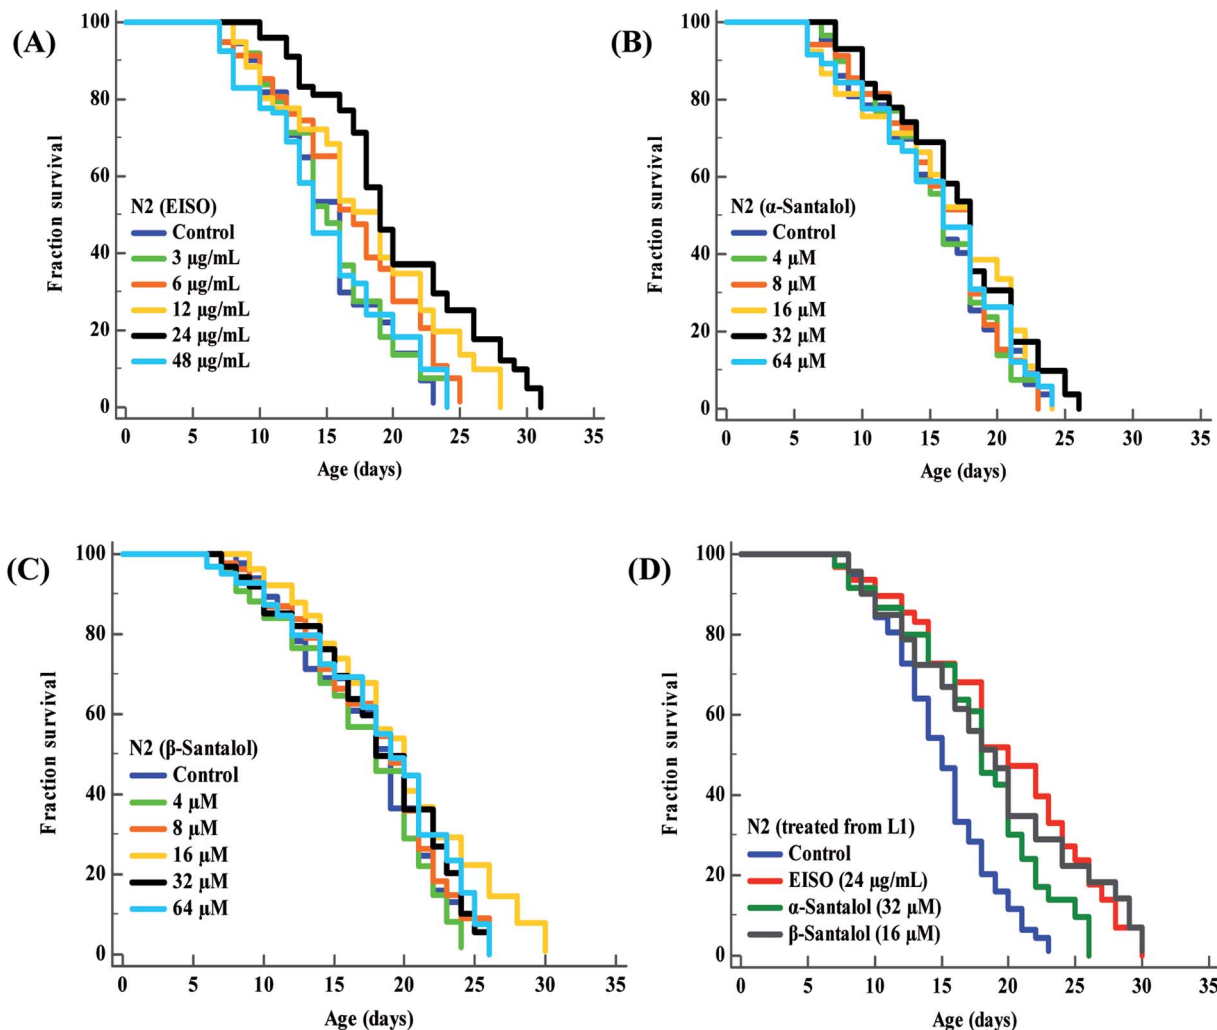 (A)
100
80
60
40
20
0
Fraction survival
N2 (EISO)
Control
3 µg/mL
6 µg/mL
12 µg/mL
24 µg/mL
48 µg/mL
0 5 10 15 20 25 30 35
Age (days)
(B)
100
80
60
40
20
0
Fraction survival
N2 (α-Santalol)
Control
4 µM
8 µM
16 µM
32 µM
64 µM
0 5 10 15 20 25 30 35
Age (days)
(C)
100
80
60
40
20
0
Fraction survival
N2 (β-Santalol)
Control
4 µM
8 µM
16 µM
32 µM
64 µM
0 5 10 15 20 25 30 35
Age (days)
(D)
100
80
60
40
20
0
Fraction survival
N2 (treated from L1)
Control
EISO (24 µg/mL)
α-Santalol (32 µM)
β-Santalol (16 µM)
0 5 10 15 20 25 30 35
Age (days)